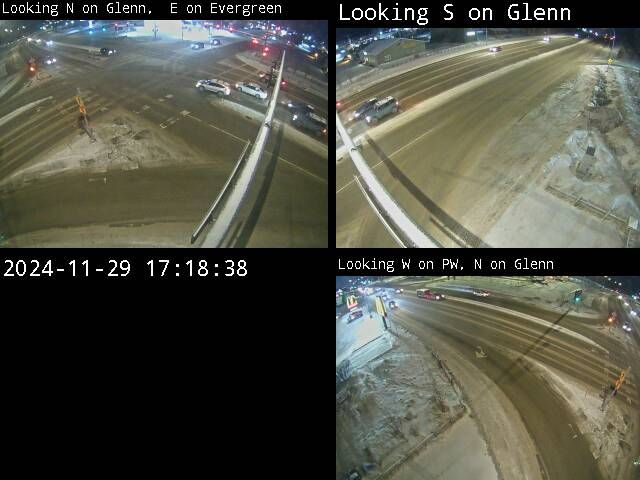 Looking N on Glenn,  E on Evergreen
Looking S on Glenn
2024-11-29 17:18:38
Looking W on PW, N on Glenn